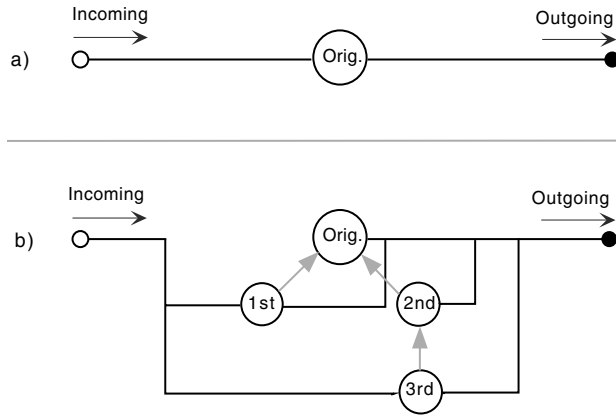 Incoming
Outgoing
a)
Orig.
Incoming
Outgoing
b)
Orig.
1st
2nd
3rd